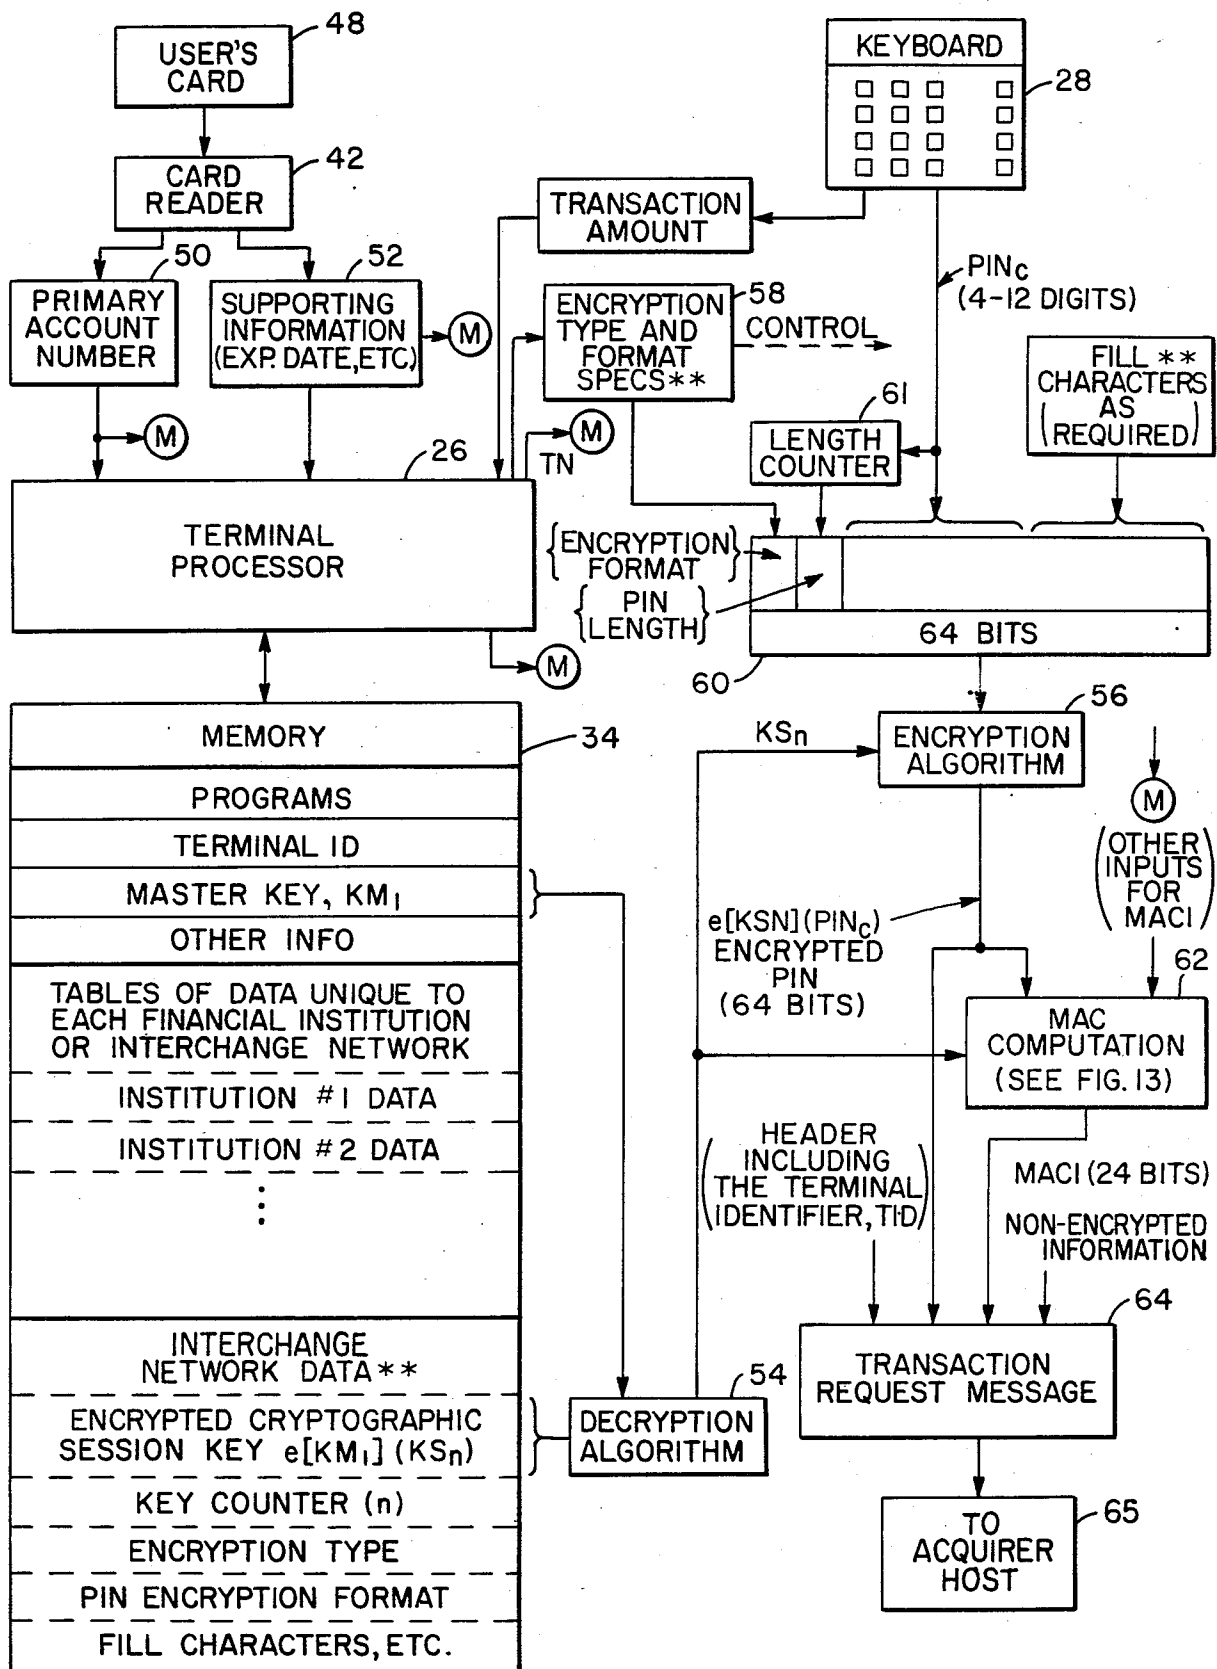 48
USER'S
CARD
KEYBOARD
28
42
CARD
READER
TRANSACTION
AMOUNT
50
52
PRIMARY
ACCOUNT
NUMBER
SUPPORTING
INFORMATION
(EXP. DATE, ETC)
M
M
ENCRYPTION
TYPE AND
FORMAT
SPECS**
58
CONTROL
PINc
(4-12 DIGITS)
FILL **
CHARACTERS
(AS
REQUIRED)
61
LENGTH
COUNTER
26
TN
M
TERMINAL
PROCESSOR
{ENCRYPTION
FORMAT}
{PIN
LENGTH}
64 BITS
60
M
MEMORY
34
PROGRAMS
TERMINAL ID
MASTER KEY, KM1
OTHER INFO
TABLES OF DATA UNIQUE TO
EACH FINANCIAL INSTITUTION
OR INTERCHANGE NETWORK
INSTITUTION #1 DATA
INSTITUTION #2 DATA
INTERCHANGE
NETWORK DATA**
ENCRYPTED CRYPTOGRAPHIC
SESSION KEY e[KM1](KSn)
KEY COUNTER (n)
ENCRYPTION TYPE
PIN ENCRYPTION FORMAT
FILL CHARACTERS, ETC.
54
DECRYPTION
ALGORITHM
KSn
56
ENCRYPTION
ALGORITHM
M
(OTHER
INPUTS
FOR
MAC1)
e[KSN](PINc)
ENCRYPTED
PIN
(64 BITS)
62
MAC
COMPUTATION
(SEE FIG. 13)
(HEADER
INCLUDING
THE TERMINAL
IDENTIFIER, TID)
MAC1 (24 BITS)
NON-ENCRYPTED
INFORMATION
64
TRANSACTION
REQUEST MESSAGE
TO
ACQUIRER
HOST
65